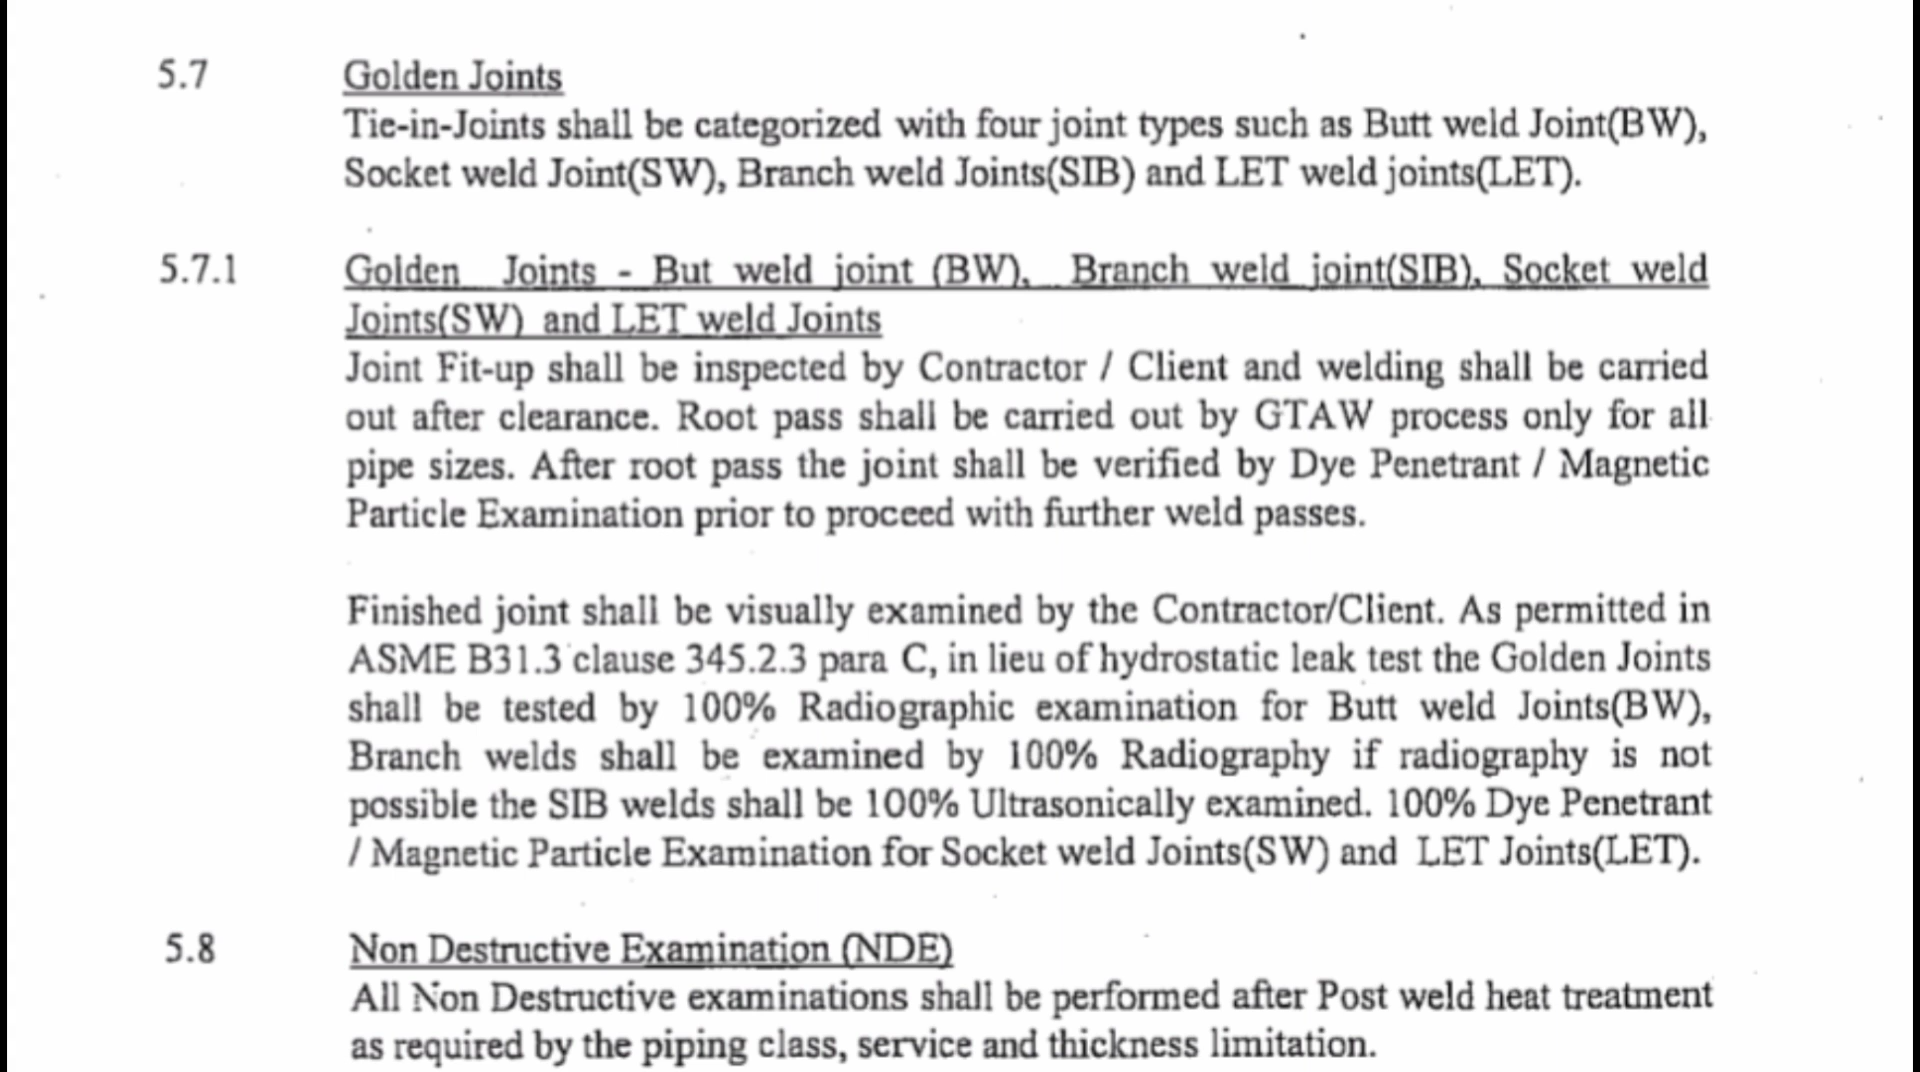 5.7 Golden Joints
Tie-in-Joints shall be categorized with four joint types such as Butt weld Joint(BW),
Socket weld Joint(SW), Branch weld Joints(SIB) and LET weld joints(LET).
5.7.1 Golden Joints - But weld joint (BW), Branch weld joint(SIB), Socket weld
Joints(SW) and LET weld Joints
Joint Fit-up shall be inspected by Contractor / Client and welding shall be carried
out after clearance. Root pass shall be carried out by GTAW process only for all
pipe sizes. After root pass the joint shall be verified by Dye Penetrant / Magnetic
Particle Examination prior to proceed with further weld passes.
Finished joint shall be visually examined by the Contractor/Client. As permitted in
ASME B31.3 clause 345.2.3 para C, in lieu of hydrostatic leak test the Golden Joints
shall be tested by 100% Radiographic examination for Butt weld Joints(BW),
Branch welds shall be examined by 100% Radiography if radiography is not
possible the SIB welds shall be 100% Ultrasonically examined. 100% Dye Penetrant
/ Magnetic Particle Examination for Socket weld Joints(SW) and LET Joints(LET).
5.8 Non Destructive Examination (NDE)
All Non Destructive examinations shall be performed after Post weld heat treatment
as required by the piping class, service and thickness limitation.